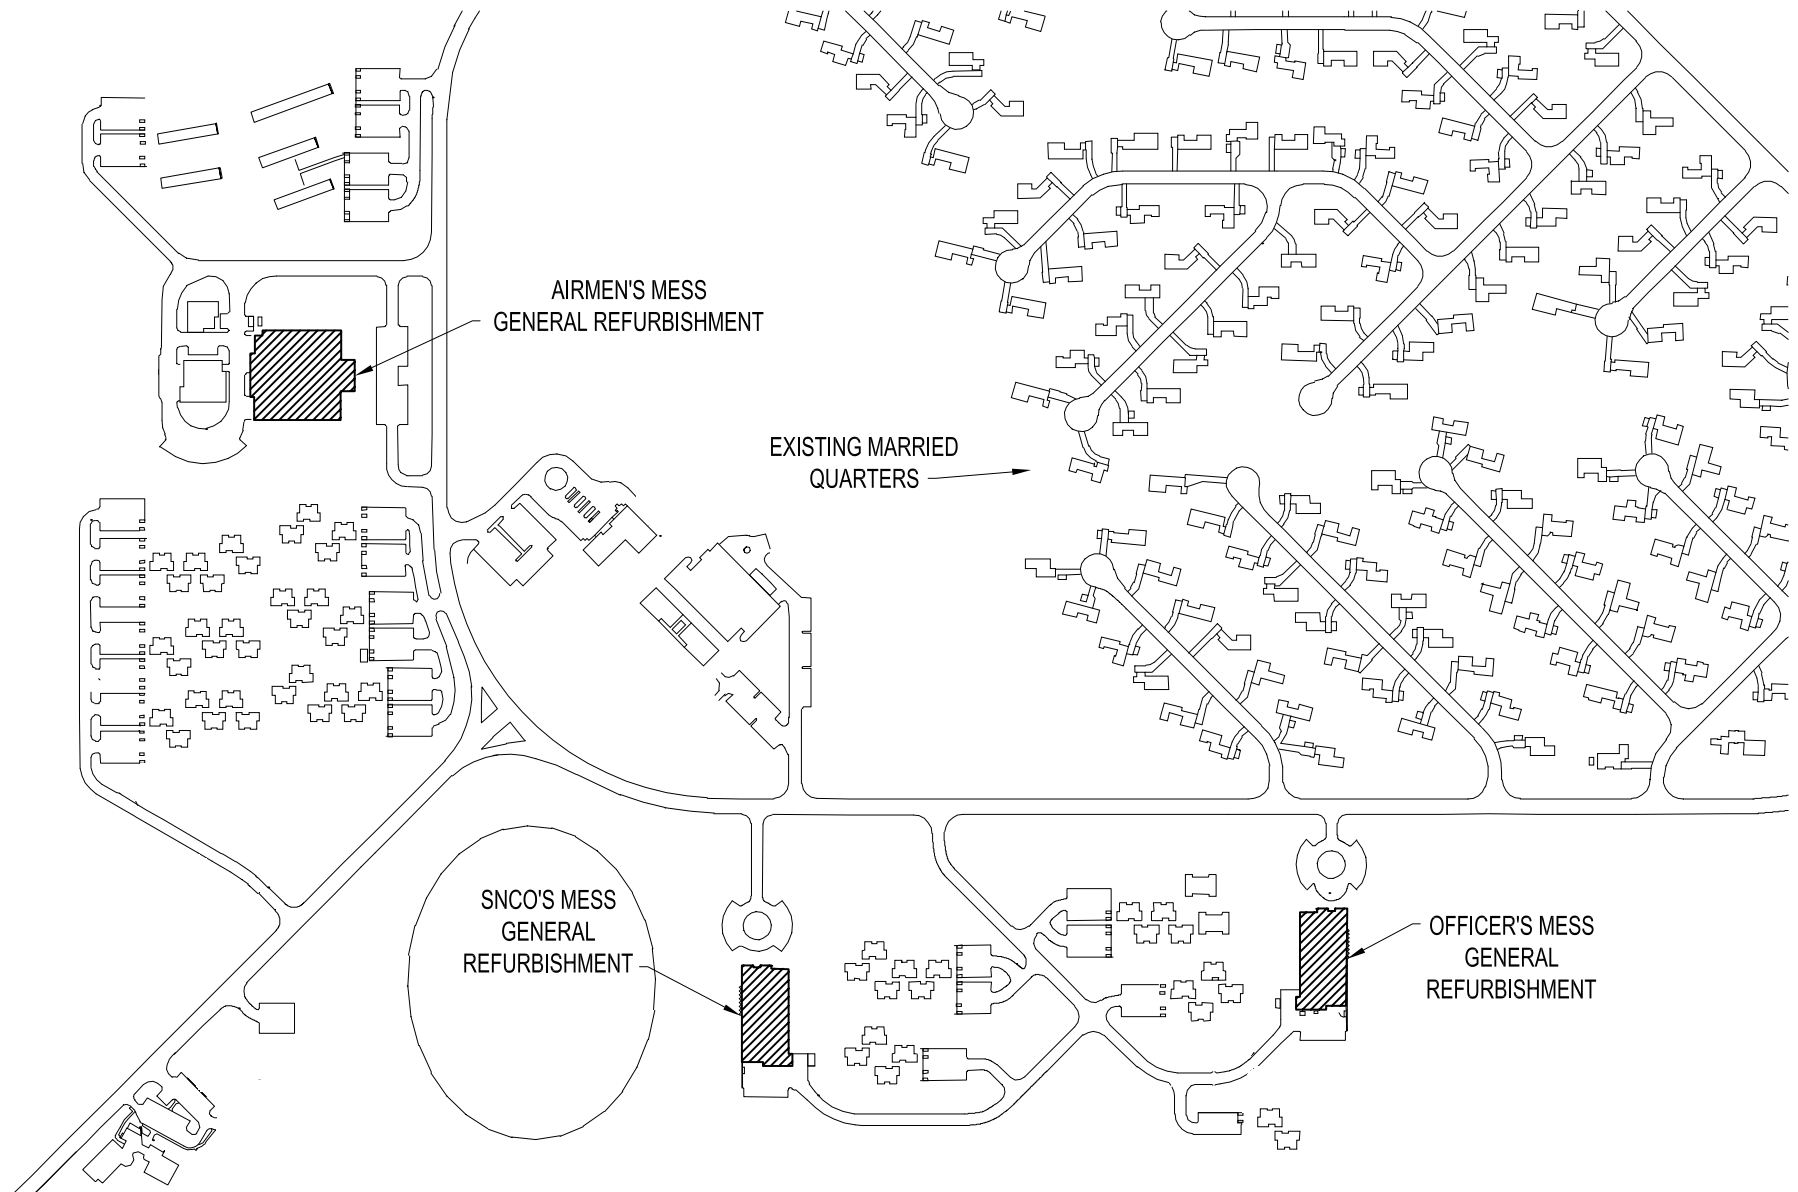 AIRMEN'S MESS
GENERAL REFURBISHMENT
EXISTING MARRIED
QUARTERS
SNCO'S MESS
GENERAL
REFURBISHMENT
OFFICER'S MESS
GENERAL
REFURBISHMENT